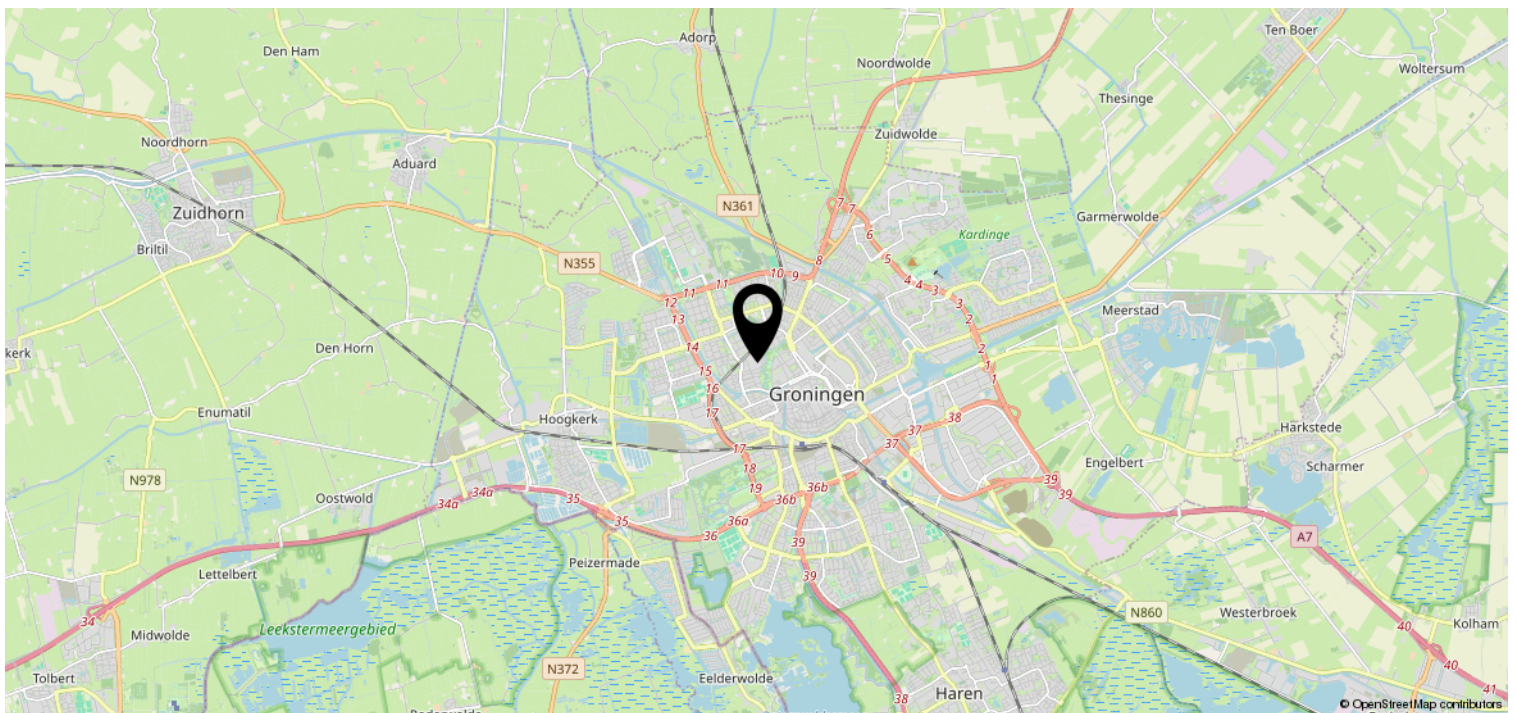 Adorp
Ten Boer
Den Ham
Noordwolde
Woltersum
Thesinge
Zuidwolde
Noordhorn
Aduard
N361
7
7
Zuidhorn
Garmerwolde
6
Kardinge
Briltil
N355
8
5
10
9
4
4
3
11
11
12
3
Meerstad
13
2
kerk
Den Horn
14
2
15
1
16
1
Groningen
Enumatil
17
Hoogkerk
38
37
Harkstede
37
17
Engelbert
Scharmer
18
N978
39
19
36b
36b
39
Oostwold
34a
34a
35
35
36a
36
39
A7
Peizermade
Lettelbert
39
N860
Westerbroek
34
Kolham
40
Leekstermeergebied
Midwolde
N372
40
Tolbert
Eelderwolde
41
Haren
38
© OpenStreetMap contributors